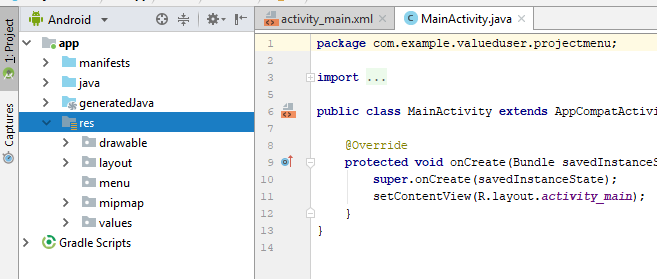 1: Project
Captures
Android
app
manifests
java
generatedJava
res
drawable
layout
menu
mipmap
values
Gradle Scripts
activity_main.xml
MainActivity.java
1 package com.example.valueduser.projectmenu;
2
3 import ...
5
6 public class MainActivity extends AppCompatActivi
7
8 @Override
9 protected void onCreate(Bundle savedInstanceS
10 super.onCreate(savedInstanceState);
11 setContentView(R.layout.activity_main);
12 }
13 }
14